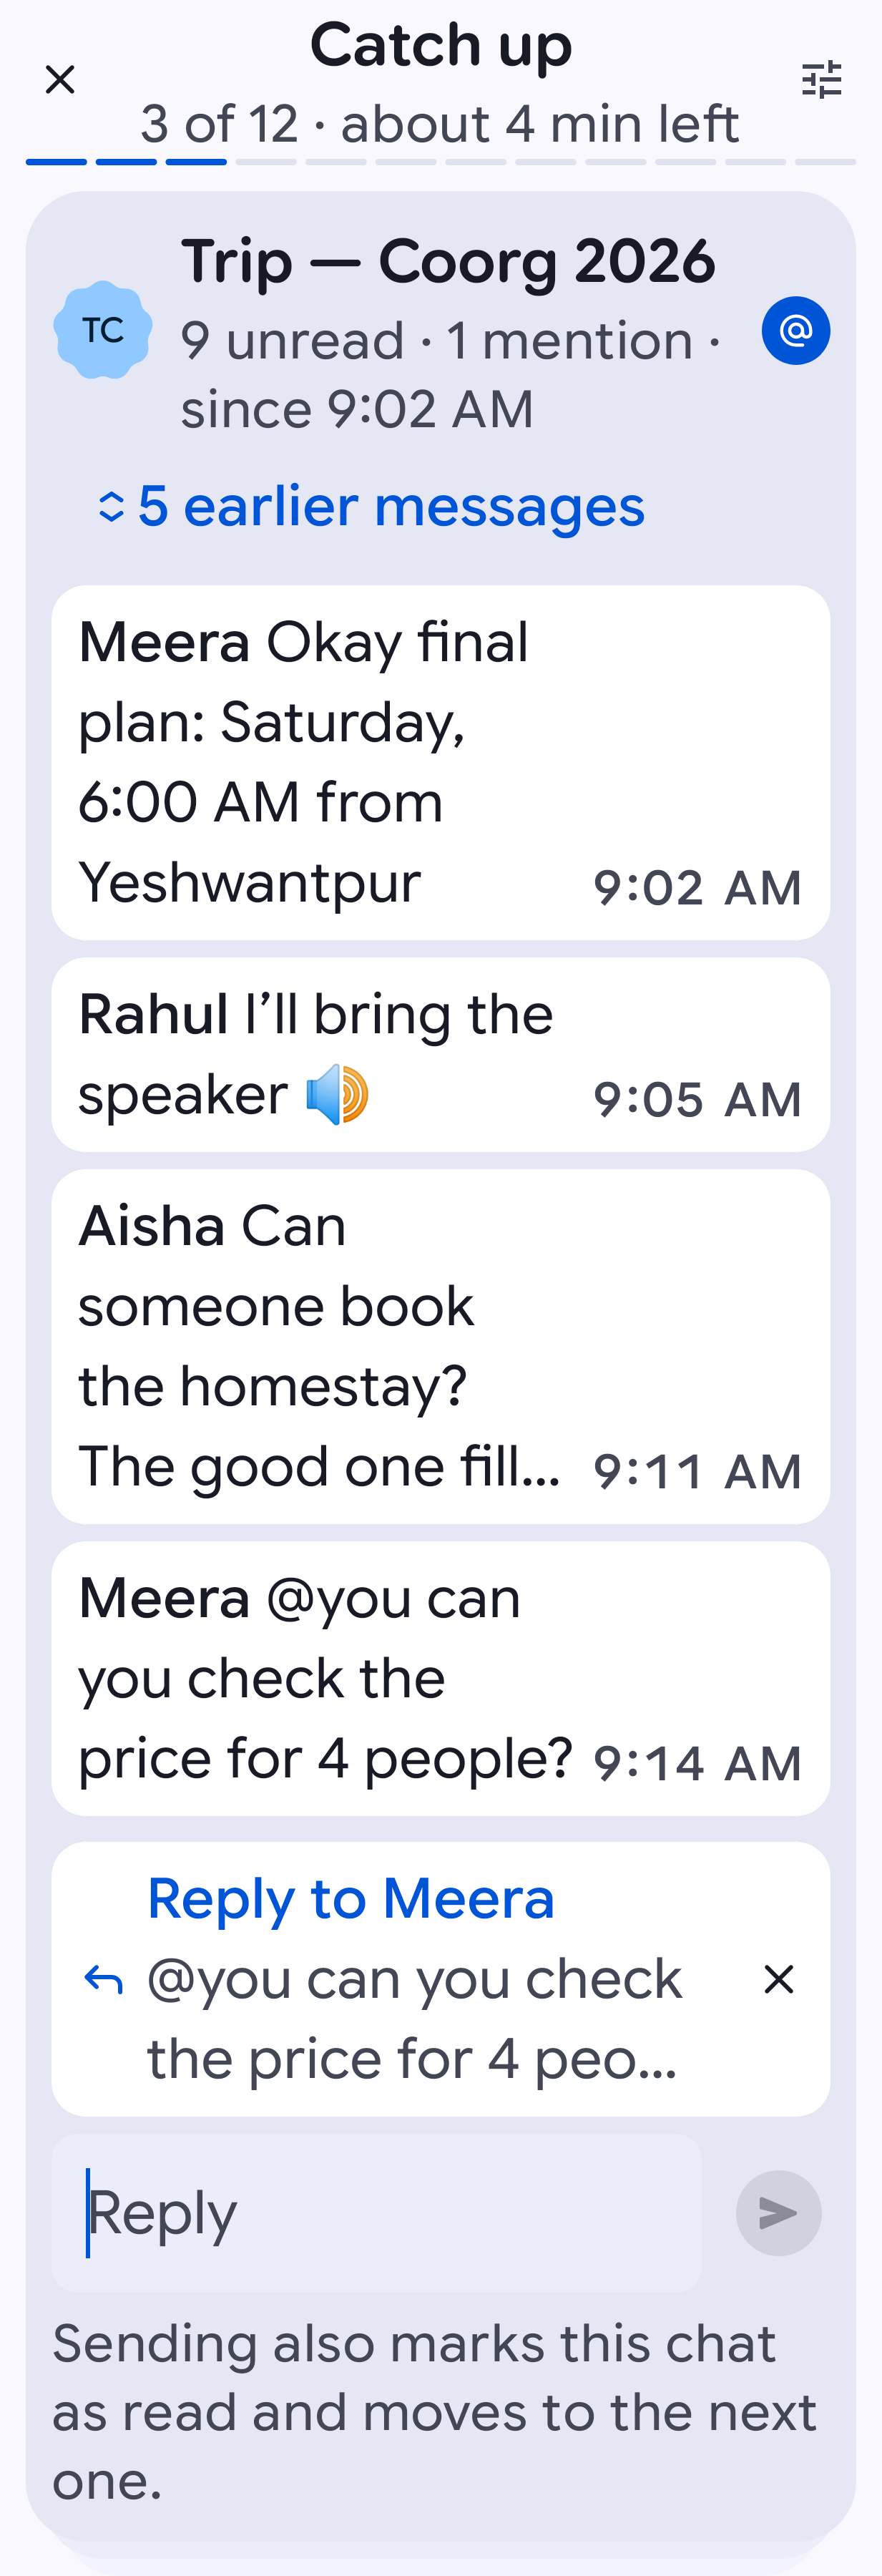 Catch up
3 of 12 · about 4 min left
TC
Trip — Coorg 2026
9 unread · 1 mention ·
since 9:02 AM
@
5 earlier messages
Meera Okay final
plan: Saturday,
6:00 AM from
Yeshwantpur 9:02 AM
Rahul I’ll bring the
speaker 🔊 9:05 AM
Aisha Can
someone book
the homestay?
The good one fill... 9:11 AM
Meera @you can
you check the
price for 4 people? 9:14 AM
Reply to Meera
@you can you check
the price for 4 peo...
Reply
Sending also marks this chat
as read and moves to the next
one.